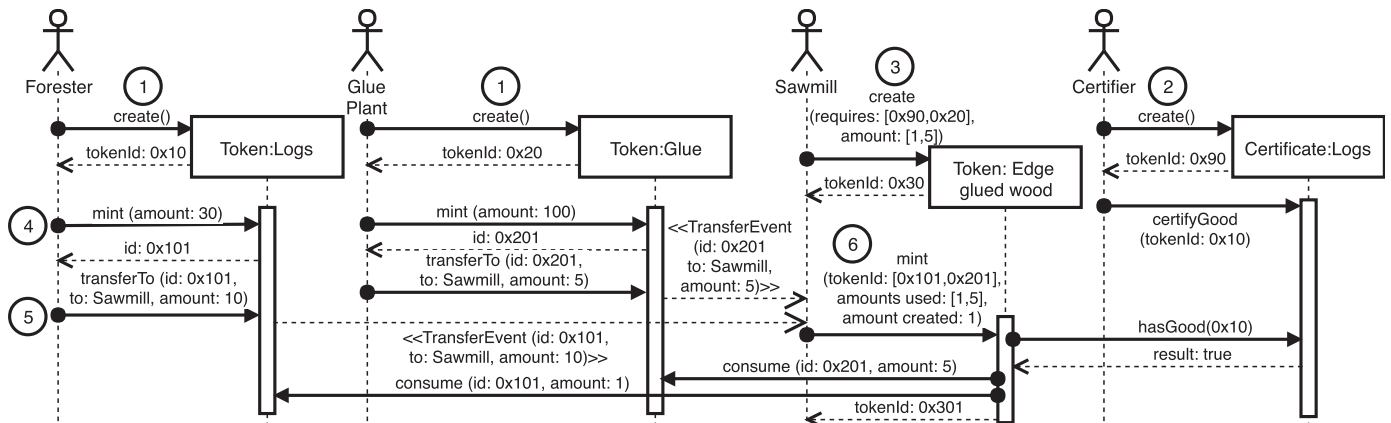 Forester
1
create()
tokenId: 0x10
Token:Logs
Glue
Plant
1
create()
tokenId: 0x20
Token:Glue
Sawmill
3
create
(requires: [0x90,0x20],
amount: [1,5])
tokenId: 0x30
Token: Edge
glued wood
Certifier
2
create()
tokenId: 0x90
Certificate:Logs
4
mint (amount: 30)
id: 0x101
transferTo (id: 0x101,
to: Sawmill, amount: 10)
5
mint (amount: 100)
id: 0x201
transferTo (id: 0x201,
to: Sawmill, amount: 5)
<<TransferEvent
(id: 0x201
to: Sawmill,
amount: 5)>>
<<TransferEvent (id: 0x101,
to: Sawmill, amount: 10)>>
6
mint
(tokenId: [0x101,0x201],
amounts used: [1,5],
amount created: 1)
certifyGood
(tokenId: 0x10)
hasGood(0x10)
result: true
consume (id: 0x201, amount: 5)
consume (id: 0x101, amount: 1)
tokenId: 0x301